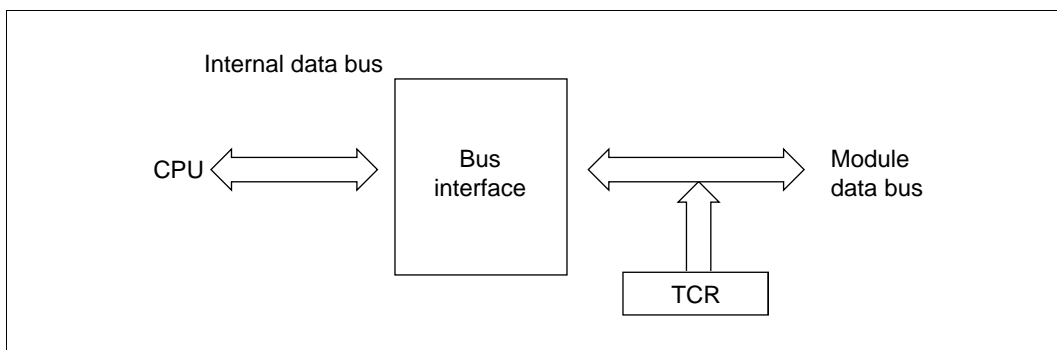 Internal data bus
CPU
Bus
interface
Module
data bus
TCR